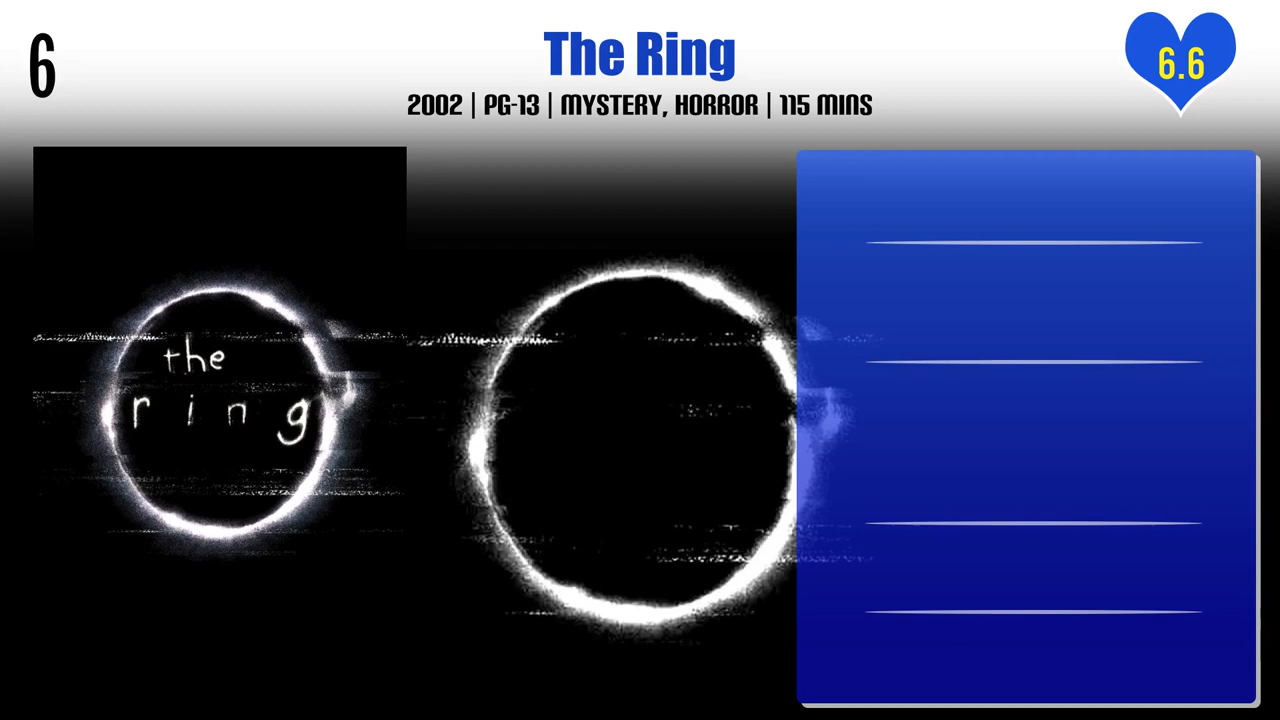 6
The Ring
6.6
2002 | PG-13 | MYSTERY, HORROR | 115 MINS
the
ring